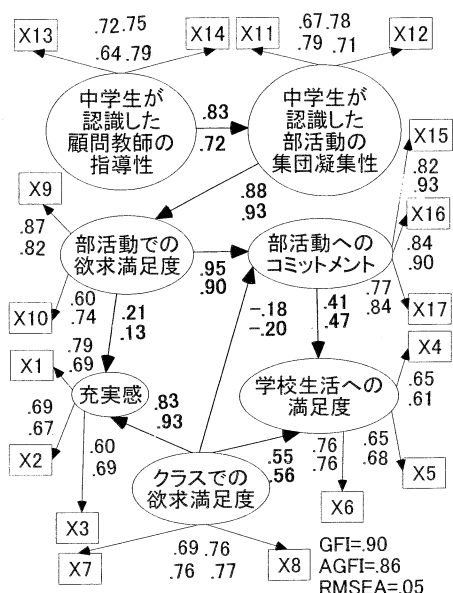 .72 .75
.67 .78
X13
X14
X11
X12
.64 .79
.79 .71
中学生が
認識した
顧問教師の
指導性
.83
.72
中学生が
認識した
部活動の
集団凝集性
X15
.82
.93
X9
.88
.93
X16
.87
.82
部活動での
欲求満足度
.95
.90
部活動への
コミットメント
.84
.90
.77
.84
X17
X10
.60
.74
.21
.13
−.18
−.20
.41
.47
X4
X1
.79
.69
充実感
.83
.93
学校生活への
満足度
.65
.61
.69
.67
X2
.60
.69
.55
.56
.76
.76
.65
.68
X5
クラスでの
欲求満足度
X3
X6
X7
.69 .76
.76 .77
X8
GFI=.90
AGFI=.86
RMSEA=.05